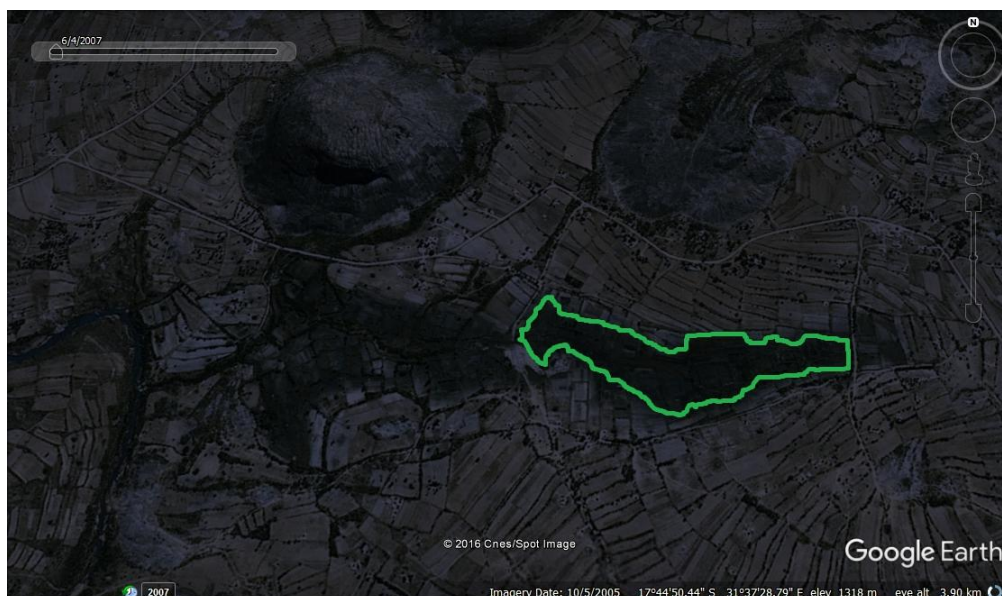 6/4/2007
N
© 2016 Cnes/Spot Image
Google Earth
2007
Imagery Date: 10/5/2005 17°44'50.44" S 31°37'28.79" E elev 1318 m eye alt 3.90 km